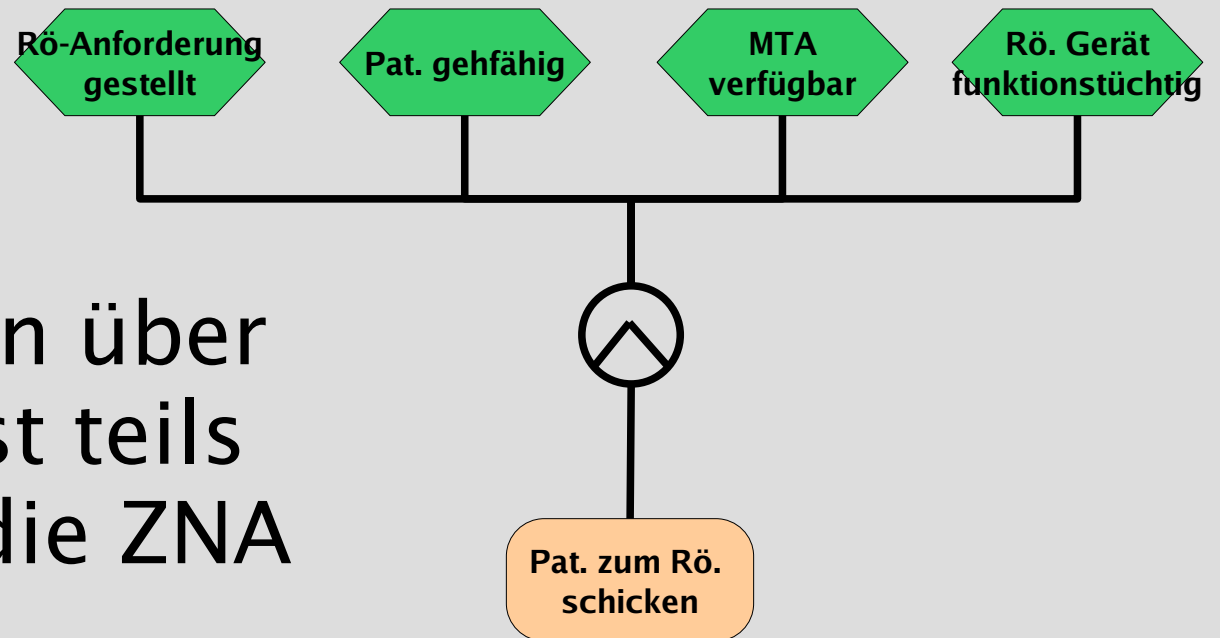 Rö-Anforderung
gestellt
Pat. gehfähig
MTA
verfügbar
Rö. Gerät
funktionstüchtig
n über
st teils
die ZNA
Pat. zum Rö.
schicken